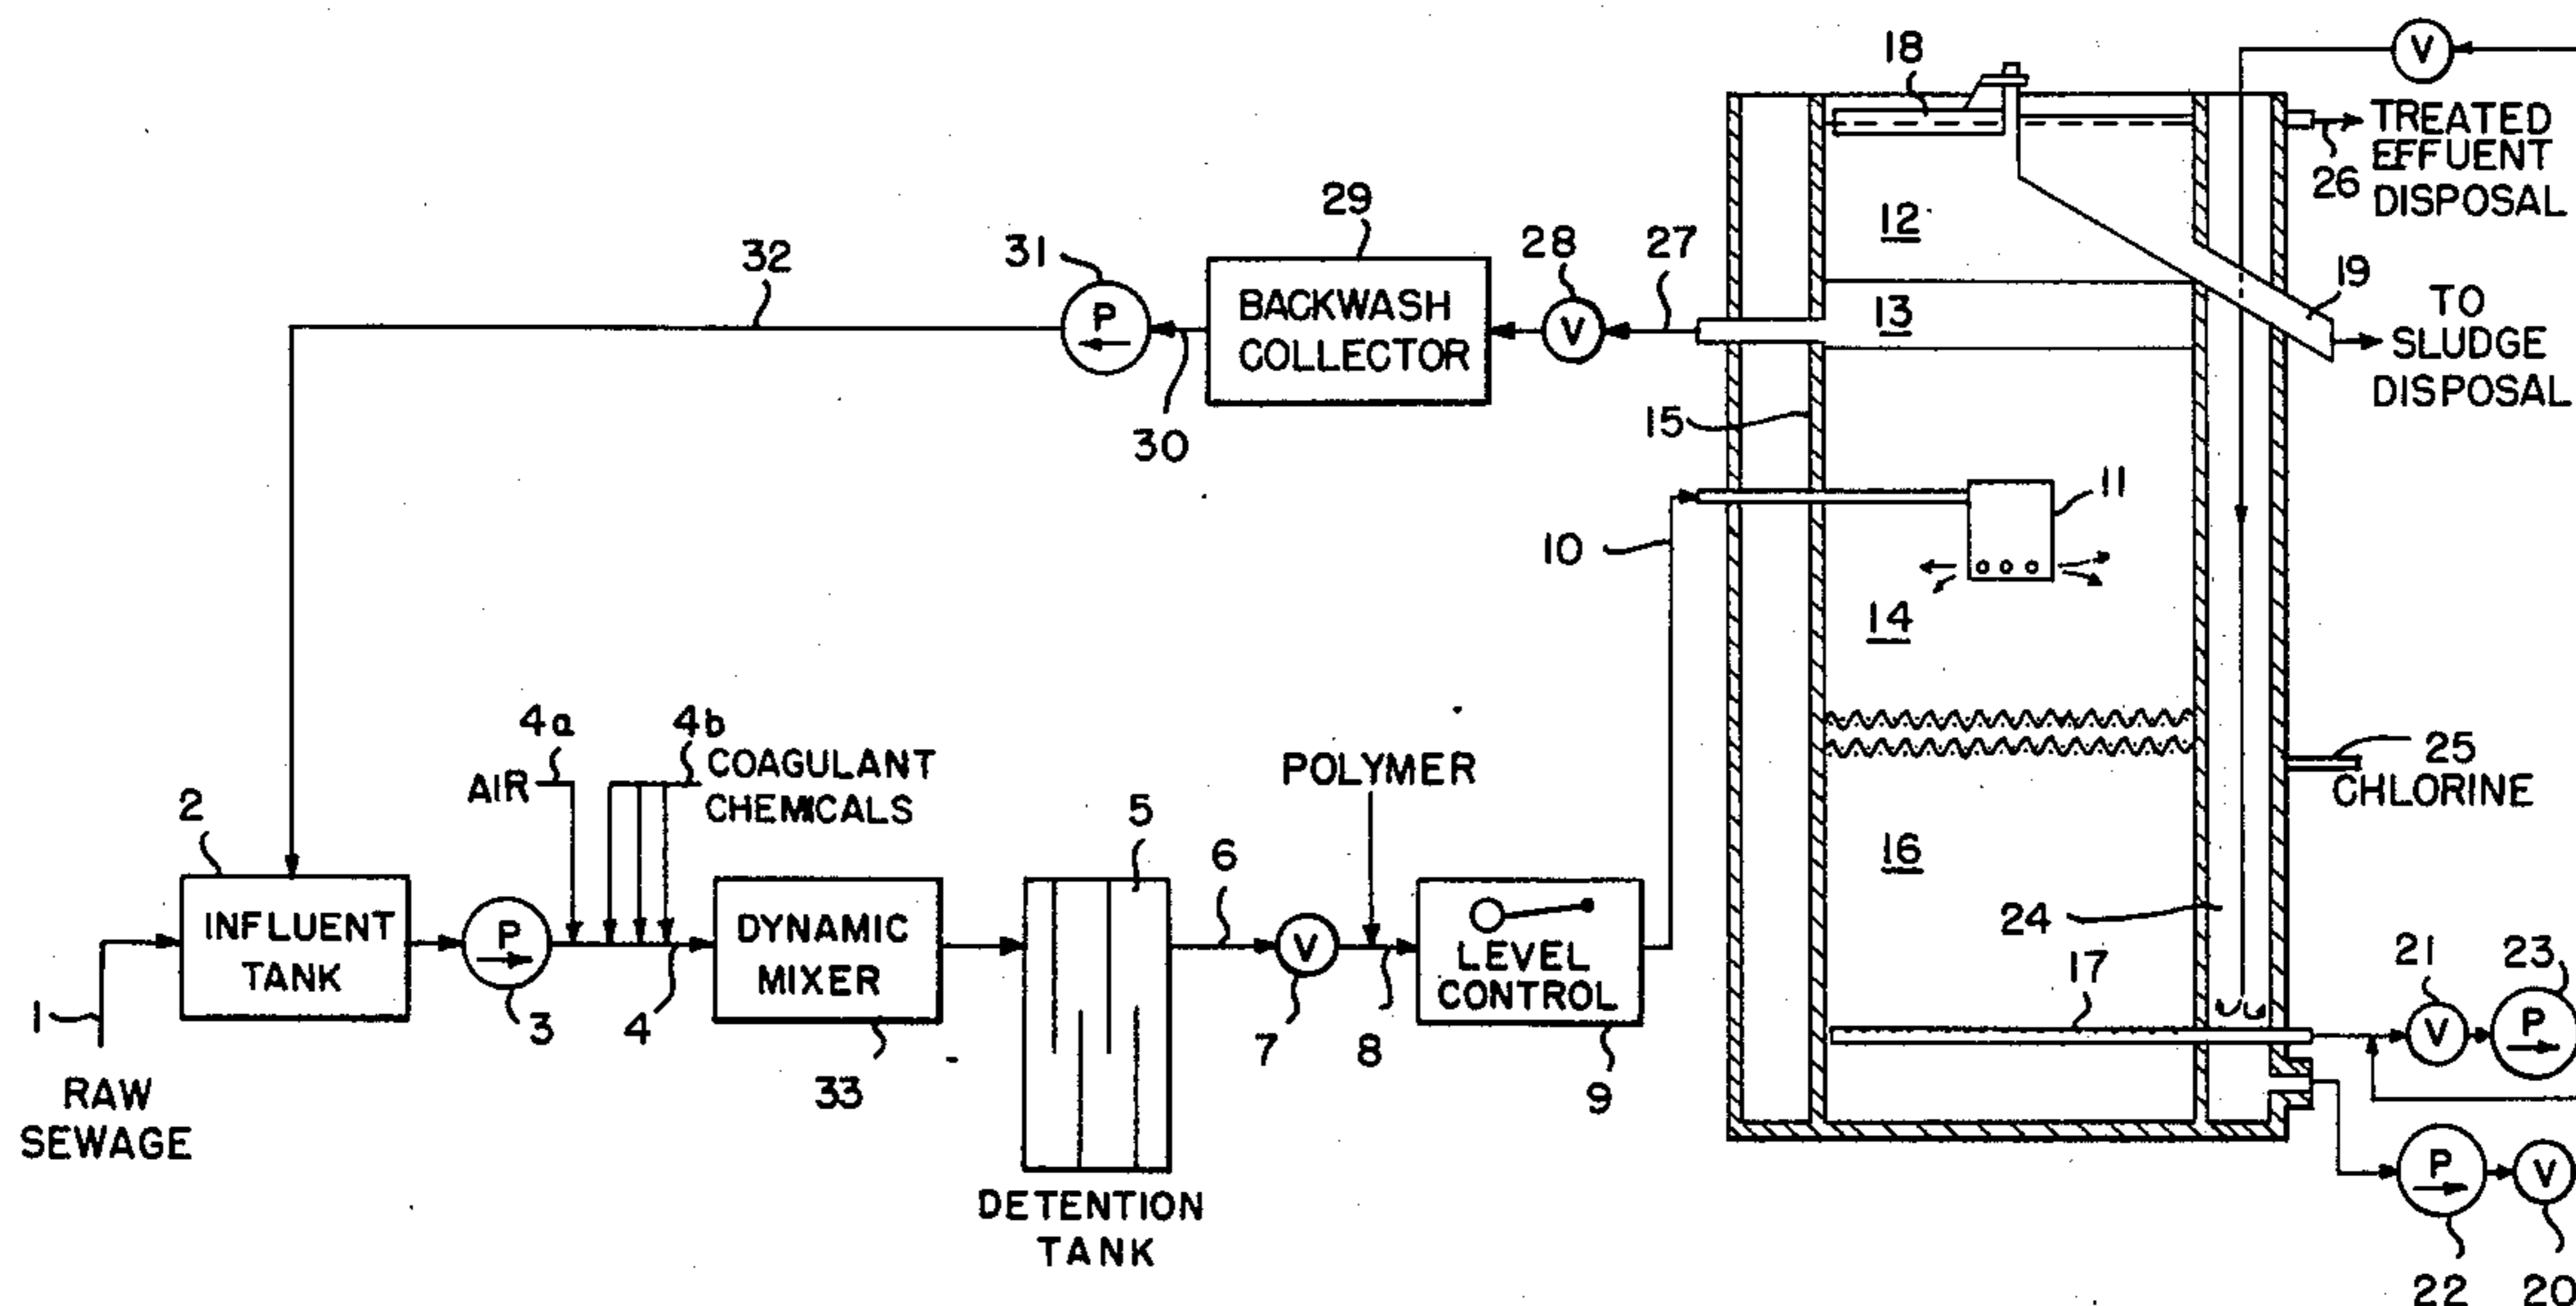 18
V
TREATED
EFFUENT
26
DISPOSAL
12
29
28
27
31
32
P
BACKWASH
COLLECTOR
V
13
19
TO
SLUDGE
DISPOSAL
30
15
11
10
14
4a
4b
AIR
COAGULANT
CHEMICALS
POLYMER
25
CHLORINE
2
5
6
16
INFLUENT
TANK
P
DYNAMIC
MIXER
V
LEVEL
CONTROL
24
21
23
17
V
P
1
3
4
7
8
33
9
RAW
SEWAGE
DETENTION
TANK
P
V
22
20